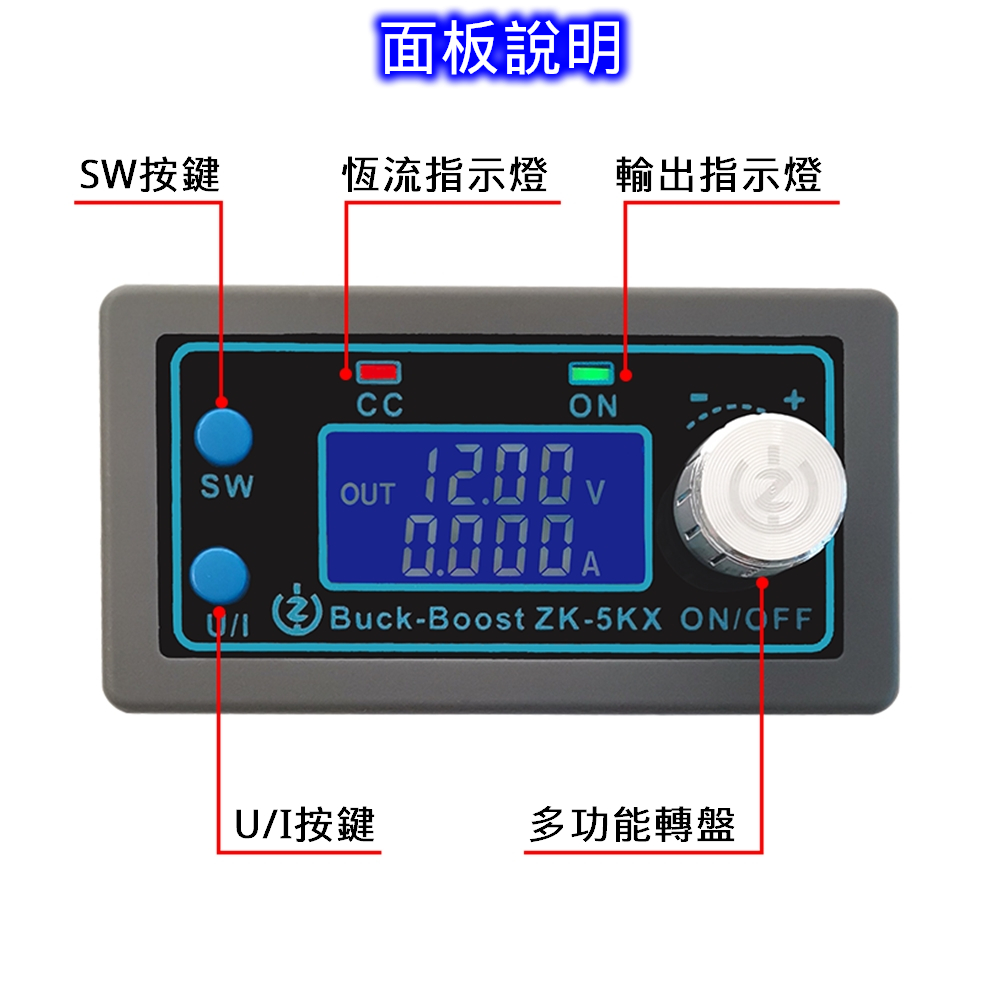 面板說明
SW按鍵
恆流指示燈
輸出指示燈
CC
ON
- +
SW
OUT 12.00 V
0.000 A
U/I
Buck-Boost ZK-5KX ON/OFF
U/I按鍵
多功能轉盤